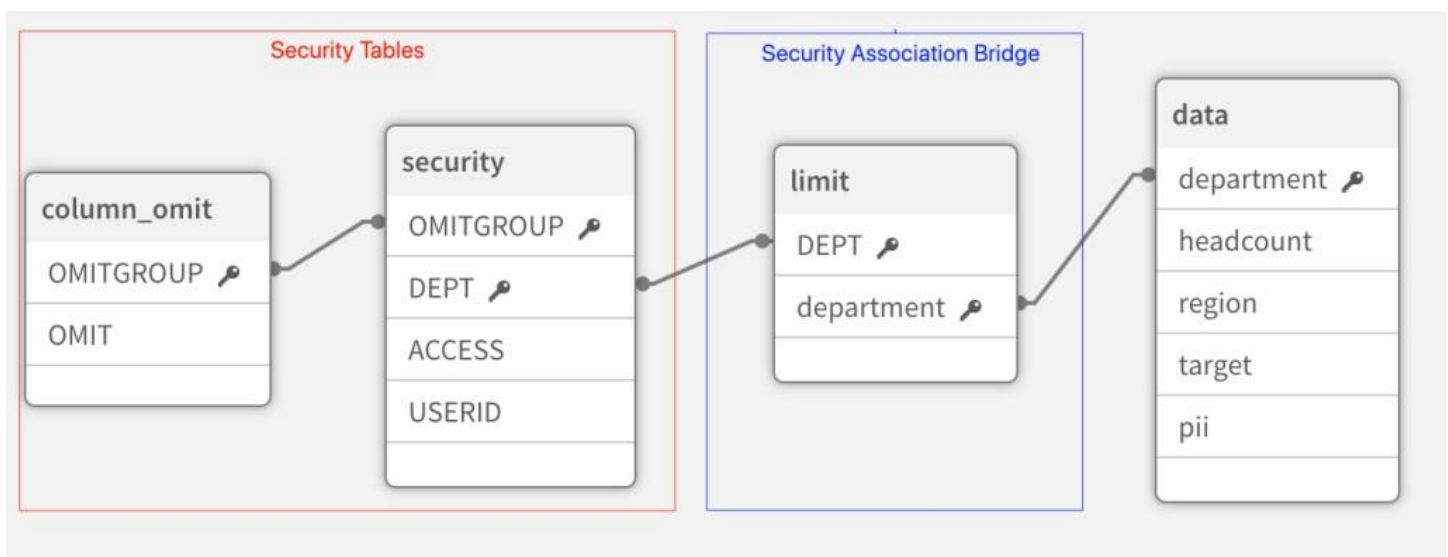 Security Tables
Security Association Bridge
column_omit
OMITGROUP
OMIT
security
OMITGROUP
DEPT
ACCESS
USERID
limit
DEPT
department
data
department
headcount
region
target
pii